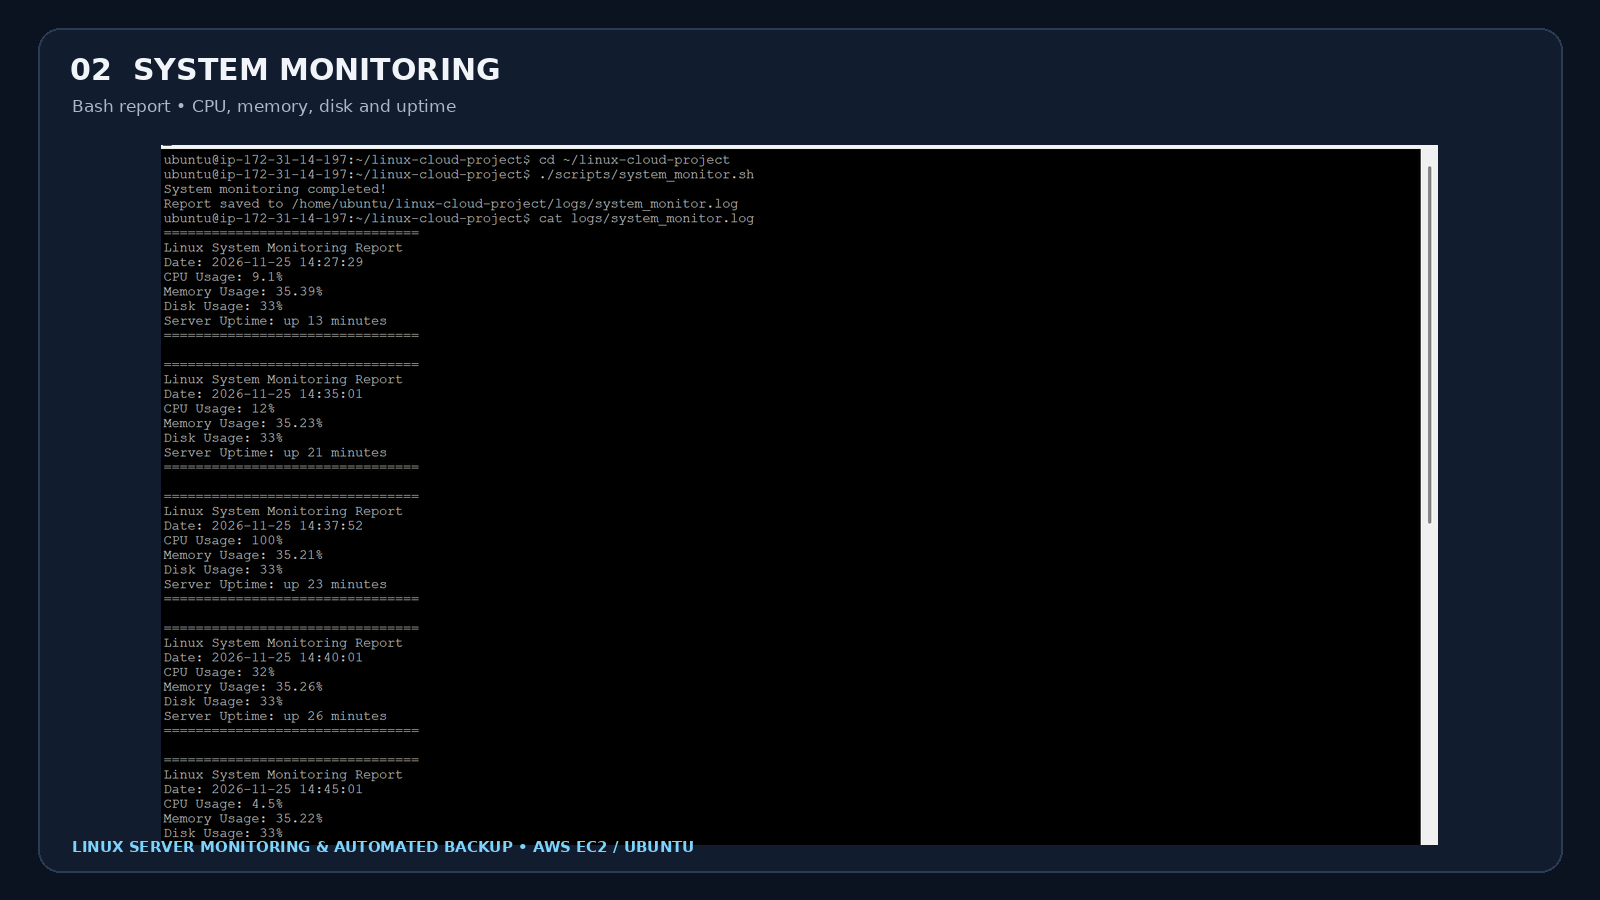 02 SYSTEM MONITORING
Bash report • CPU, memory, disk and uptime
ubuntu@ip-172-31-14-197:~/linux-cloud-project$ cd ~/linux-cloud-project
ubuntu@ip-172-31-14-197:~/linux-cloud-project$ ./scripts/system_monitor.sh
System monitoring completed!
Report saved to /home/ubuntu/linux-cloud-project/logs/system_monitor.log
ubuntu@ip-172-31-14-197:~/linux-cloud-project$ cat logs/system_monitor.log
================================
Linux System Monitoring Report
Date: 2026-11-25 14:27:29
CPU Usage: 9.1%
Memory Usage: 35.39%
Disk Usage: 33%
Server Uptime: up 13 minutes
================================
================================
Linux System Monitoring Report
Date: 2026-11-25 14:35:01
CPU Usage: 12%
Memory Usage: 35.23%
Disk Usage: 33%
Server Uptime: up 21 minutes
================================
================================
Linux System Monitoring Report
Date: 2026-11-25 14:37:52
CPU Usage: 100%
Memory Usage: 35.21%
Disk Usage: 33%
Server Uptime: up 23 minutes
================================
================================
Linux System Monitoring Report
Date: 2026-11-25 14:40:01
CPU Usage: 32%
Memory Usage: 35.26%
Disk Usage: 33%
Server Uptime: up 26 minutes
================================
================================
Linux System Monitoring Report
Date: 2026-11-25 14:45:01
CPU Usage: 4.5%
Memory Usage: 35.22%
Disk Usage: 33%
LINUX SERVER MONITORING & AUTOMATED BACKUP • AWS EC2 / UBUNTU